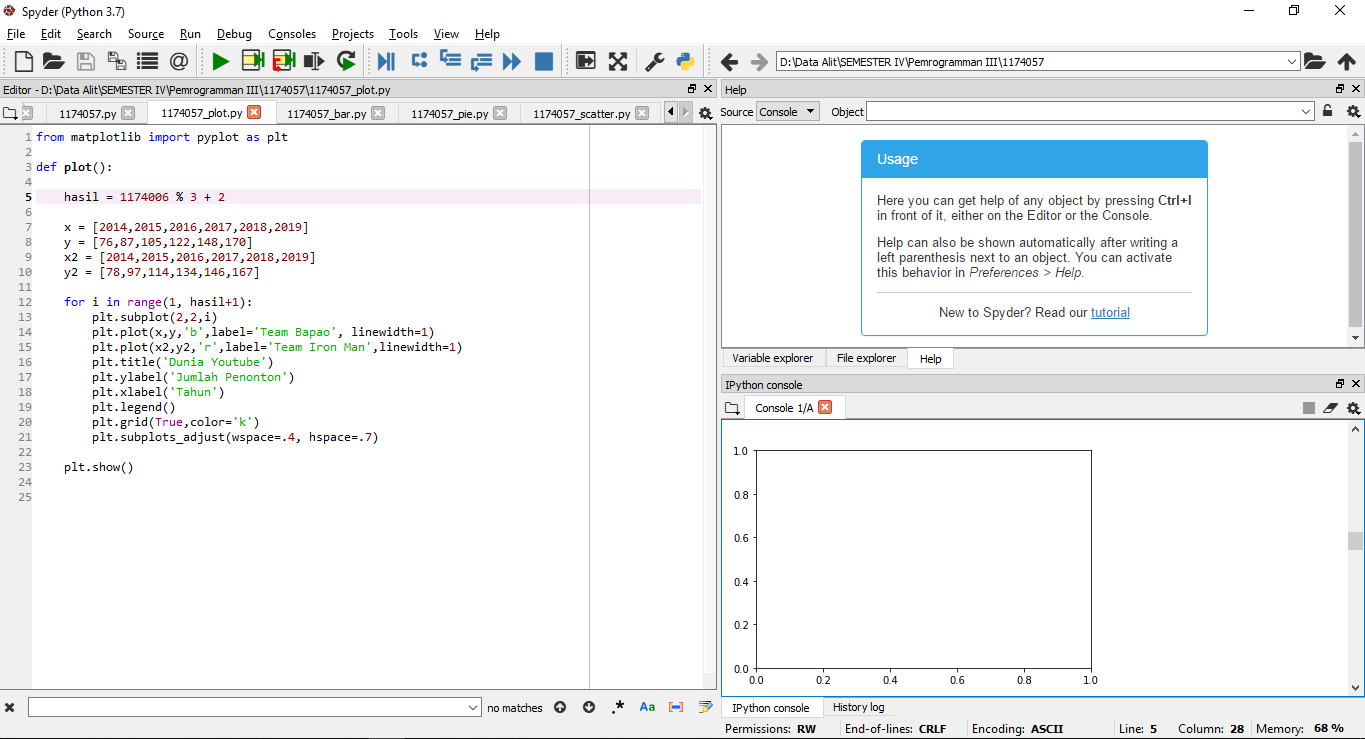 Spyder (Python 3.7)
File Edit Search Source Run Debug Consoles Projects Tools View Help
D:\Data Alit\SEMESTER IV\Pemrogramman III\1174057
Editor - D:\Data Alit\SEMESTER IV\Pemrogramman III\1174057\1174057_plot.py
1174057.py 1174057_plot.py 1174057_bar.py 1174057_pie.py 1174057_scatter.py
1 from matplotlib import pyplot as plt
2
3 def plot():
4
5     hasil = 1174006 % 3 + 2
6
7     x = [2014,2015,2016,2017,2018,2019]
8     y = [76,87,105,122,148,170]
9     x2 = [2014,2015,2016,2017,2018,2019]
10     y2 = [78,97,114,134,146,167]
11
12     for i in range(1, hasil+1):
13         plt.subplot(2,2,i)
14         plt.plot(x,y,'b',label='Team Bapao', linewidth=1)
15         plt.plot(x2,y2,'r',label='Team Iron Man',linewidth=1)
16         plt.title('Dunia Youtube')
17         plt.ylabel('Jumlah Penonton')
18         plt.xlabel('Tahun')
19         plt.legend()
20         plt.grid(True,color='k')
21         plt.subplots_adjust(wspace=.4, hspace=.7)
22
23     plt.show()
24
25
no matches .* Aa
Help
Source Console Object
Usage
Here you can get help of any object by pressing Ctrl+I
in front of it, either on the Editor or the Console.
Help can also be shown automatically after writing a
left parenthesis next to an object. You can activate
this behavior in Preferences > Help.
New to Spyder? Read our tutorial
Variable explorer File explorer Help
IPython console
Console 1/A
1.0
0.8
0.6
0.4
0.2
0.0
0.0 0.2 0.4 0.6 0.8 1.0
IPython console History log
Permissions: RW End-of-lines: CRLF Encoding: ASCII Line: 5 Column: 28 Memory: 68 %